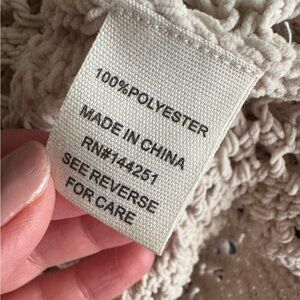 100%POLYESTER
MADE IN CHINA
RN#144251
SEE REVERSE
FOR CARE